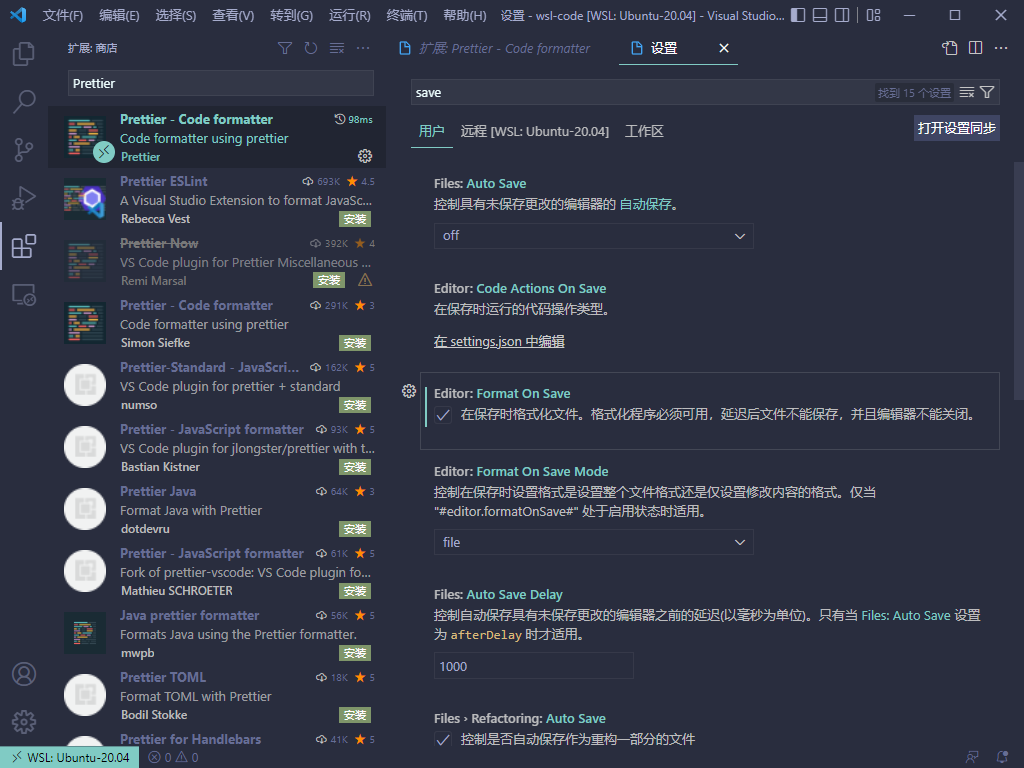 文件(F) 编辑(E) 选择(S) 查看(V) 转到(G) 运行(R) 终端(T) 帮助(H) 设置 - wsl-code [WSL: Ubuntu-20.04] - Visual Studio...
扩展: 商店
Prettier
Prettier - Code formatter 98ms
Code formatter using prettier
Prettier
Prettier ESLint 693K 4.5
A Visual Studio Extension to format JavaSc...
Rebecca Vest 安装
Prettier Now 392K 4
VS Code plugin for Prettier Miscellaneous ...
Remi Marsal 安装
Prettier - Code formatter 291K 3
Code formatter using prettier
Simon Siefke 安装
Prettier-Standard - JavaScri... 162K 5
VS Code plugin for prettier + standard
numso 安装
Prettier - JavaScript formatter 93K 5
VS Code plugin for jlongster/prettier with t...
Bastian Kistner 安装
Prettier Java 64K 3
Format Java with Prettier
dotdevru 安装
Prettier - JavaScript formatter 61K 5
Fork of prettier-vscode: VS Code plugin fo...
Mathieu SCHROETER 安装
Java prettier formatter 56K 5
Formats Java using the Prettier formatter.
mwpb 安装
Prettier TOML 18K 5
Format TOML with Prettier
Bodil Stokke 安装
Prettier for Handlebars 41K 5
扩展: Prettier - Code formatter 设置
save 找到 15 个设置
用户 远程 [WSL: Ubuntu-20.04] 工作区 打开设置同步
Files: Auto Save
控制具有未保存更改的编辑器的 自动保存。
off
Editor: Code Actions On Save
在保存时运行的代码操作类型。
在 settings.json 中编辑
Editor: Format On Save
在保存时格式化文件。格式化程序必须可用，延迟后文件不能保存，并且编辑器不能关闭。
Editor: Format On Save Mode
控制在保存时设置格式是设置整个文件格式还是仅设置修改内容的格式。仅当
"#editor.formatOnSave#" 处于启用状态时适用。
file
Files: Auto Save Delay
控制自动保存具有未保存更改的编辑器之前的延迟(以毫秒为单位)。只有当 Files: Auto Save 设置
为 afterDelay 时才适用。
1000
Files › Refactoring: Auto Save
控制是否自动保存作为重构一部分的文件
WSL: Ubuntu-20.04 0 0